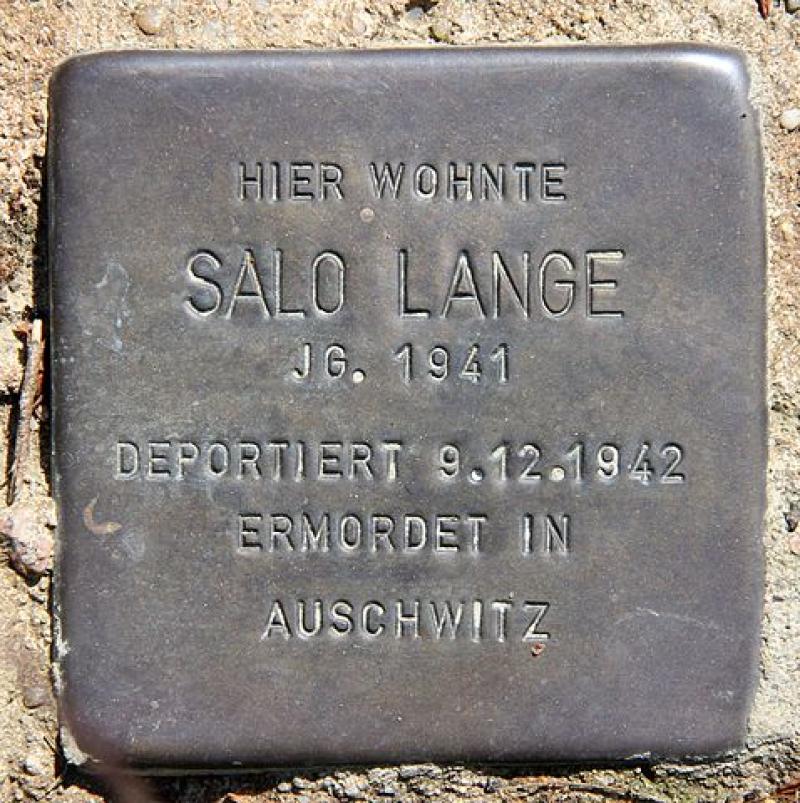 HIER WOHNTE
SALO LANGE
JG. 1941
DEPORTIERT 9.12.1942
ERMORDET IN
AUSCHWITZ